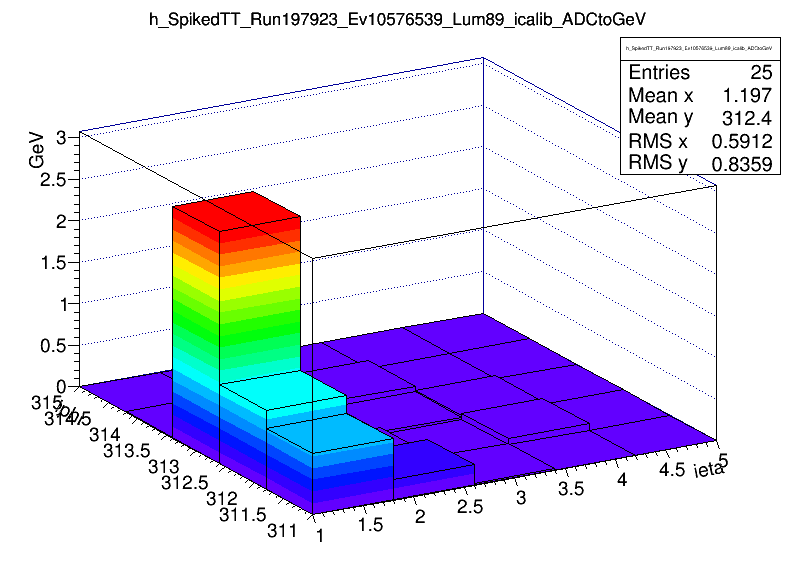 h_SpikedTT_Run197923_Ev10576539_Lum89_icalib_ADCtoGeV
h_SpikedTT_Run197923_Ev10576539_Lum89_icalib_ADCtoGeV
Entries 25
Mean x 1.197
Mean y 312.4
RMS x 0.5912
RMS y 0.8359
GeV
3
2.5
2
1.5
1
0.5
0
315
314.5
314
313.5
313
312.5
312
311.5
311
1
1.5
2
2.5
3
3.5
4
4.5
5
ieta